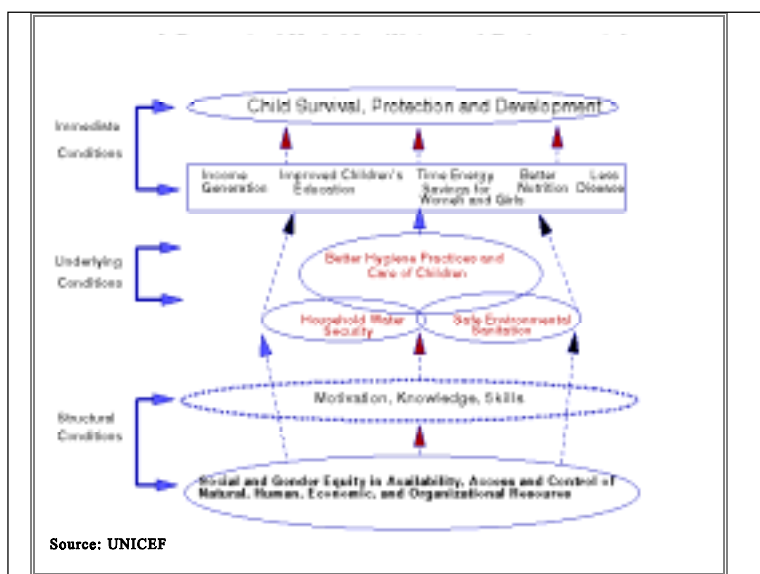 Child Survival, Protection and Development
Immediate
Conditions
Income
Generation
Improved Children's
Education
Time Energy
Savings for
Women and Girls
Better
Nutrition
Less
Disease
Underlying
Conditions
Better Hygiene Practices and
Care of Children
Household Water
Security
Safe Environmental
Sanitation
Structural
Conditions
Motivation, Knowledge, Skills
Social and Gender Equity in Availability, Access and Control of
Natural, Human, Economic, and Organizational Resource
Source: UNICEF